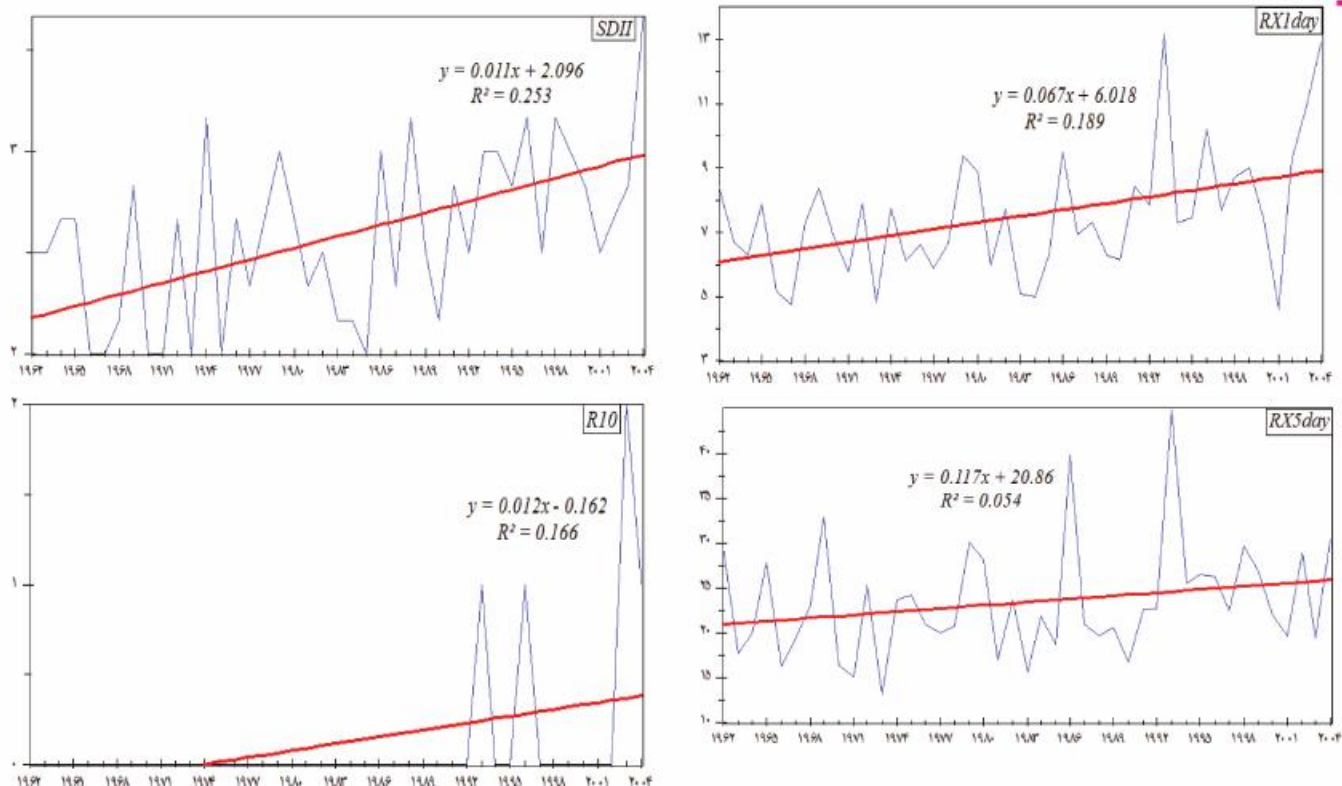 SDII
y = 0.011x + 2.096
R² = 0.253
۳
۲
۱۹۶۲ ۱۹۶۵ ۱۹۶۸ ۱۹۷۱ ۱۹۷۴ ۱۹۷۷ ۱۹۸۰ ۱۹۸۳ ۱۹۸۶ ۱۹۸۹ ۱۹۹۲ ۱۹۹۵ ۱۹۹۸ ۲۰۰۱ ۲۰۰۴
RX1day
۱۳
y = 0.067x + 6.018
R² = 0.189
۱۱
۹
۷
۵
۳
۱۹۶۲ ۱۹۶۵ ۱۹۶۸ ۱۹۷۱ ۱۹۷۴ ۱۹۷۷ ۱۹۸۰ ۱۹۸۳ ۱۹۸۶ ۱۹۸۹ ۱۹۹۲ ۱۹۹۵ ۱۹۹۸ ۲۰۰۱ ۲۰۰۴
۲
R10
y = 0.012x - 0.162
R² = 0.166
۱
۰
۱۹۶۲ ۱۹۶۵ ۱۹۶۸ ۱۹۷۱ ۱۹۷۴ ۱۹۷۷ ۱۹۸۰ ۱۹۸۳ ۱۹۸۶ ۱۹۸۹ ۱۹۹۲ ۱۹۹۵ ۱۹۹۸ ۲۰۰۱ ۲۰۰۴
RX5day
۴۰
y = 0.117x + 20.86
R² = 0.054
۳۵
۳۰
۲۵
۲۰
۱۵
۱۰
۱۹۶۲ ۱۹۶۵ ۱۹۶۸ ۱۹۷۱ ۱۹۷۴ ۱۹۷۷ ۱۹۸۰ ۱۹۸۳ ۱۹۸۶ ۱۹۸۹ ۱۹۹۲ ۱۹۹۵ ۱۹۹۸ ۲۰۰۱ ۲۰۰۴